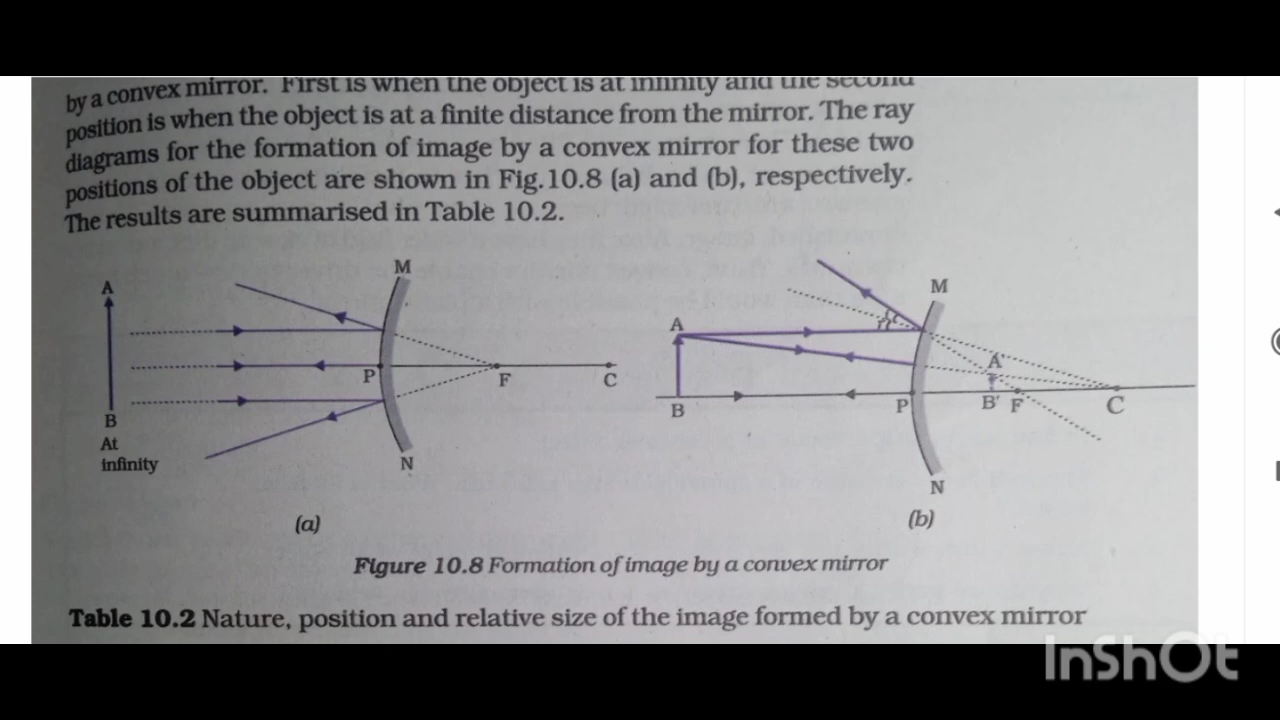 by a convex mirror. First is when the object is at infinity and the second
position is when the object is at a finite distance from the mirror. The ray
diagrams for the formation of image by a convex mirror for these two
positions of the object are shown in Fig.10.8 (a) and (b), respectively.
The results are summarised in Table 10.2.
A
B
At
infinity
M
P
F
C
N
(a)
A
B
M
P
A'
B'
F
C
N
(b)
Figure 10.8 Formation of image by a convex mirror
Table 10.2 Nature, position and relative size of the image formed by a convex mirror
InShOt